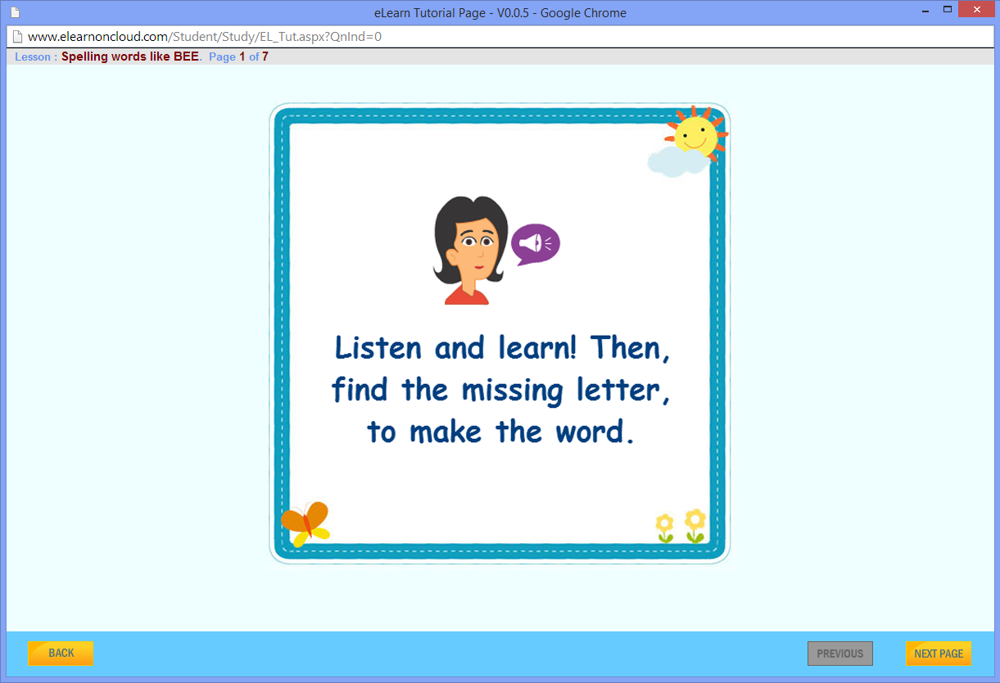 eLearn Tutorial Page - V0.0.5 - Google Chrome
www.elearnoncloud.com/Student/Study/EL_Tut.aspx?QnInd=0
Lesson : Spelling words like BEE. Page 1 of 7
Listen and learn! Then,
find the missing letter,
to make the word.
BACK PREVIOUS NEXT PAGE